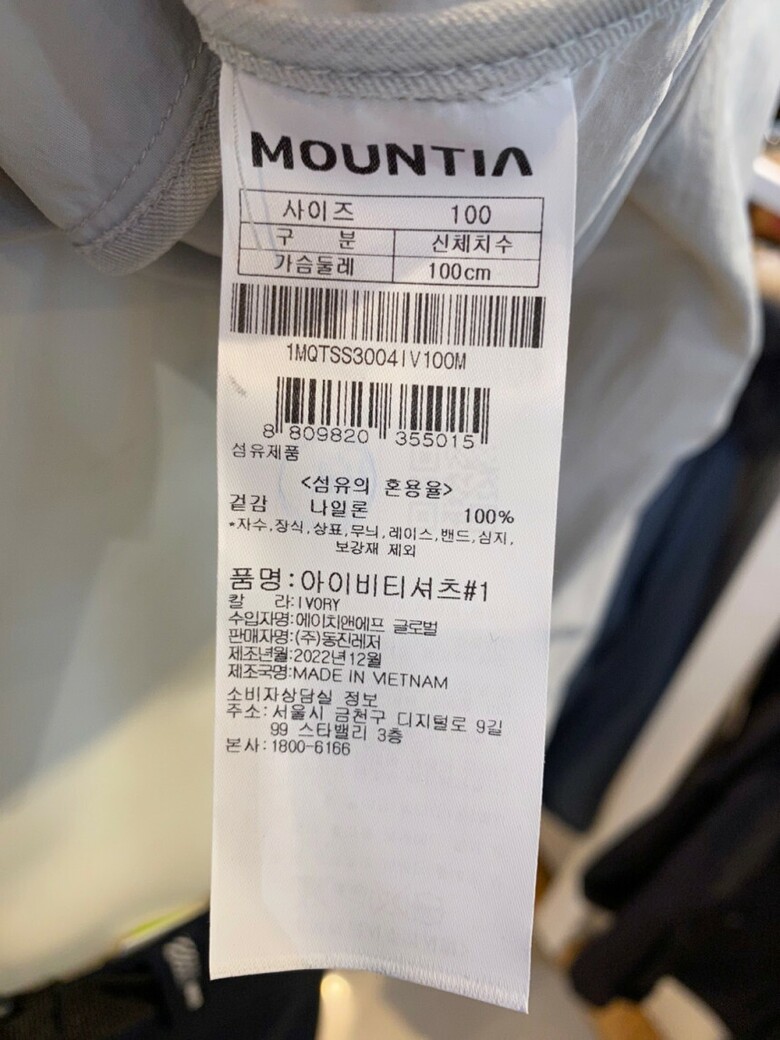 MOUNTIA
사이즈 100
구 분 신체치수
가슴둘레 100cm
1MQTSS3004IV100M
8 809820 355015
섬유제품
<섬유의 혼용율>
겉감 나일론 100%
*자수,장식,상표,무늬,레이스,밴드,심지,
보강재 제외
품명:아이비티셔츠#1
칼 라:IVORY
수입자명:에이치앤에프 글로벌
판매자명:(주)동진레저
제조년월:2022년12월
제조국명:MADE IN VIETNAM
소비자상담실 정보
주소:서울시 금천구 디지털로 9길
99 스타밸리 3층
본사:1800-6166